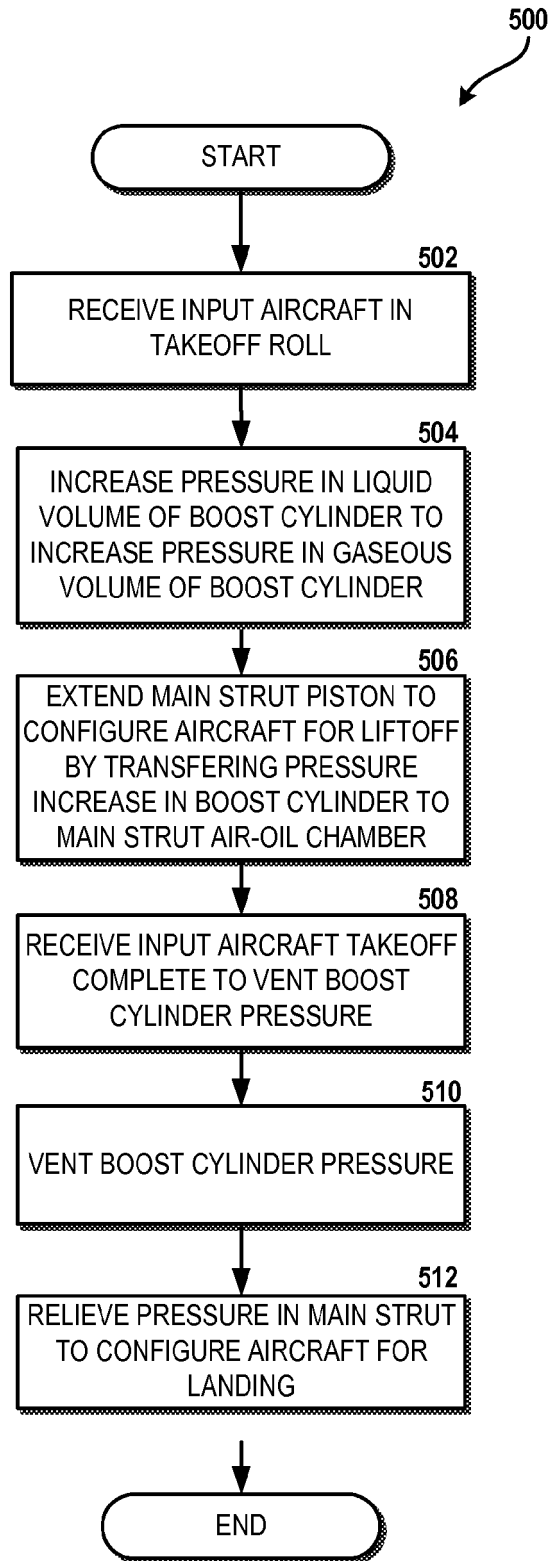 500
START
502
RECEIVE INPUT AIRCRAFT IN
TAKEOFF ROLL
504
INCREASE PRESSURE IN LIQUID
VOLUME OF BOOST CYLINDER TO
INCREASE PRESSURE IN GASEOUS
VOLUME OF BOOST CYLINDER
506
EXTEND MAIN STRUT PISTON TO
CONFIGURE AIRCRAFT FOR LIFTOFF
BY TRANSFERING PRESSURE
INCREASE IN BOOST CYLINDER TO
MAIN STRUT AIR-OIL CHAMBER
508
RECEIVE INPUT AIRCRAFT TAKEOFF
COMPLETE TO VENT BOOST
CYLINDER PRESSURE
510
VENT BOOST CYLINDER PRESSURE
512
RELIEVE PRESSURE IN MAIN STRUT
TO CONFIGURE AIRCRAFT FOR
LANDING
END